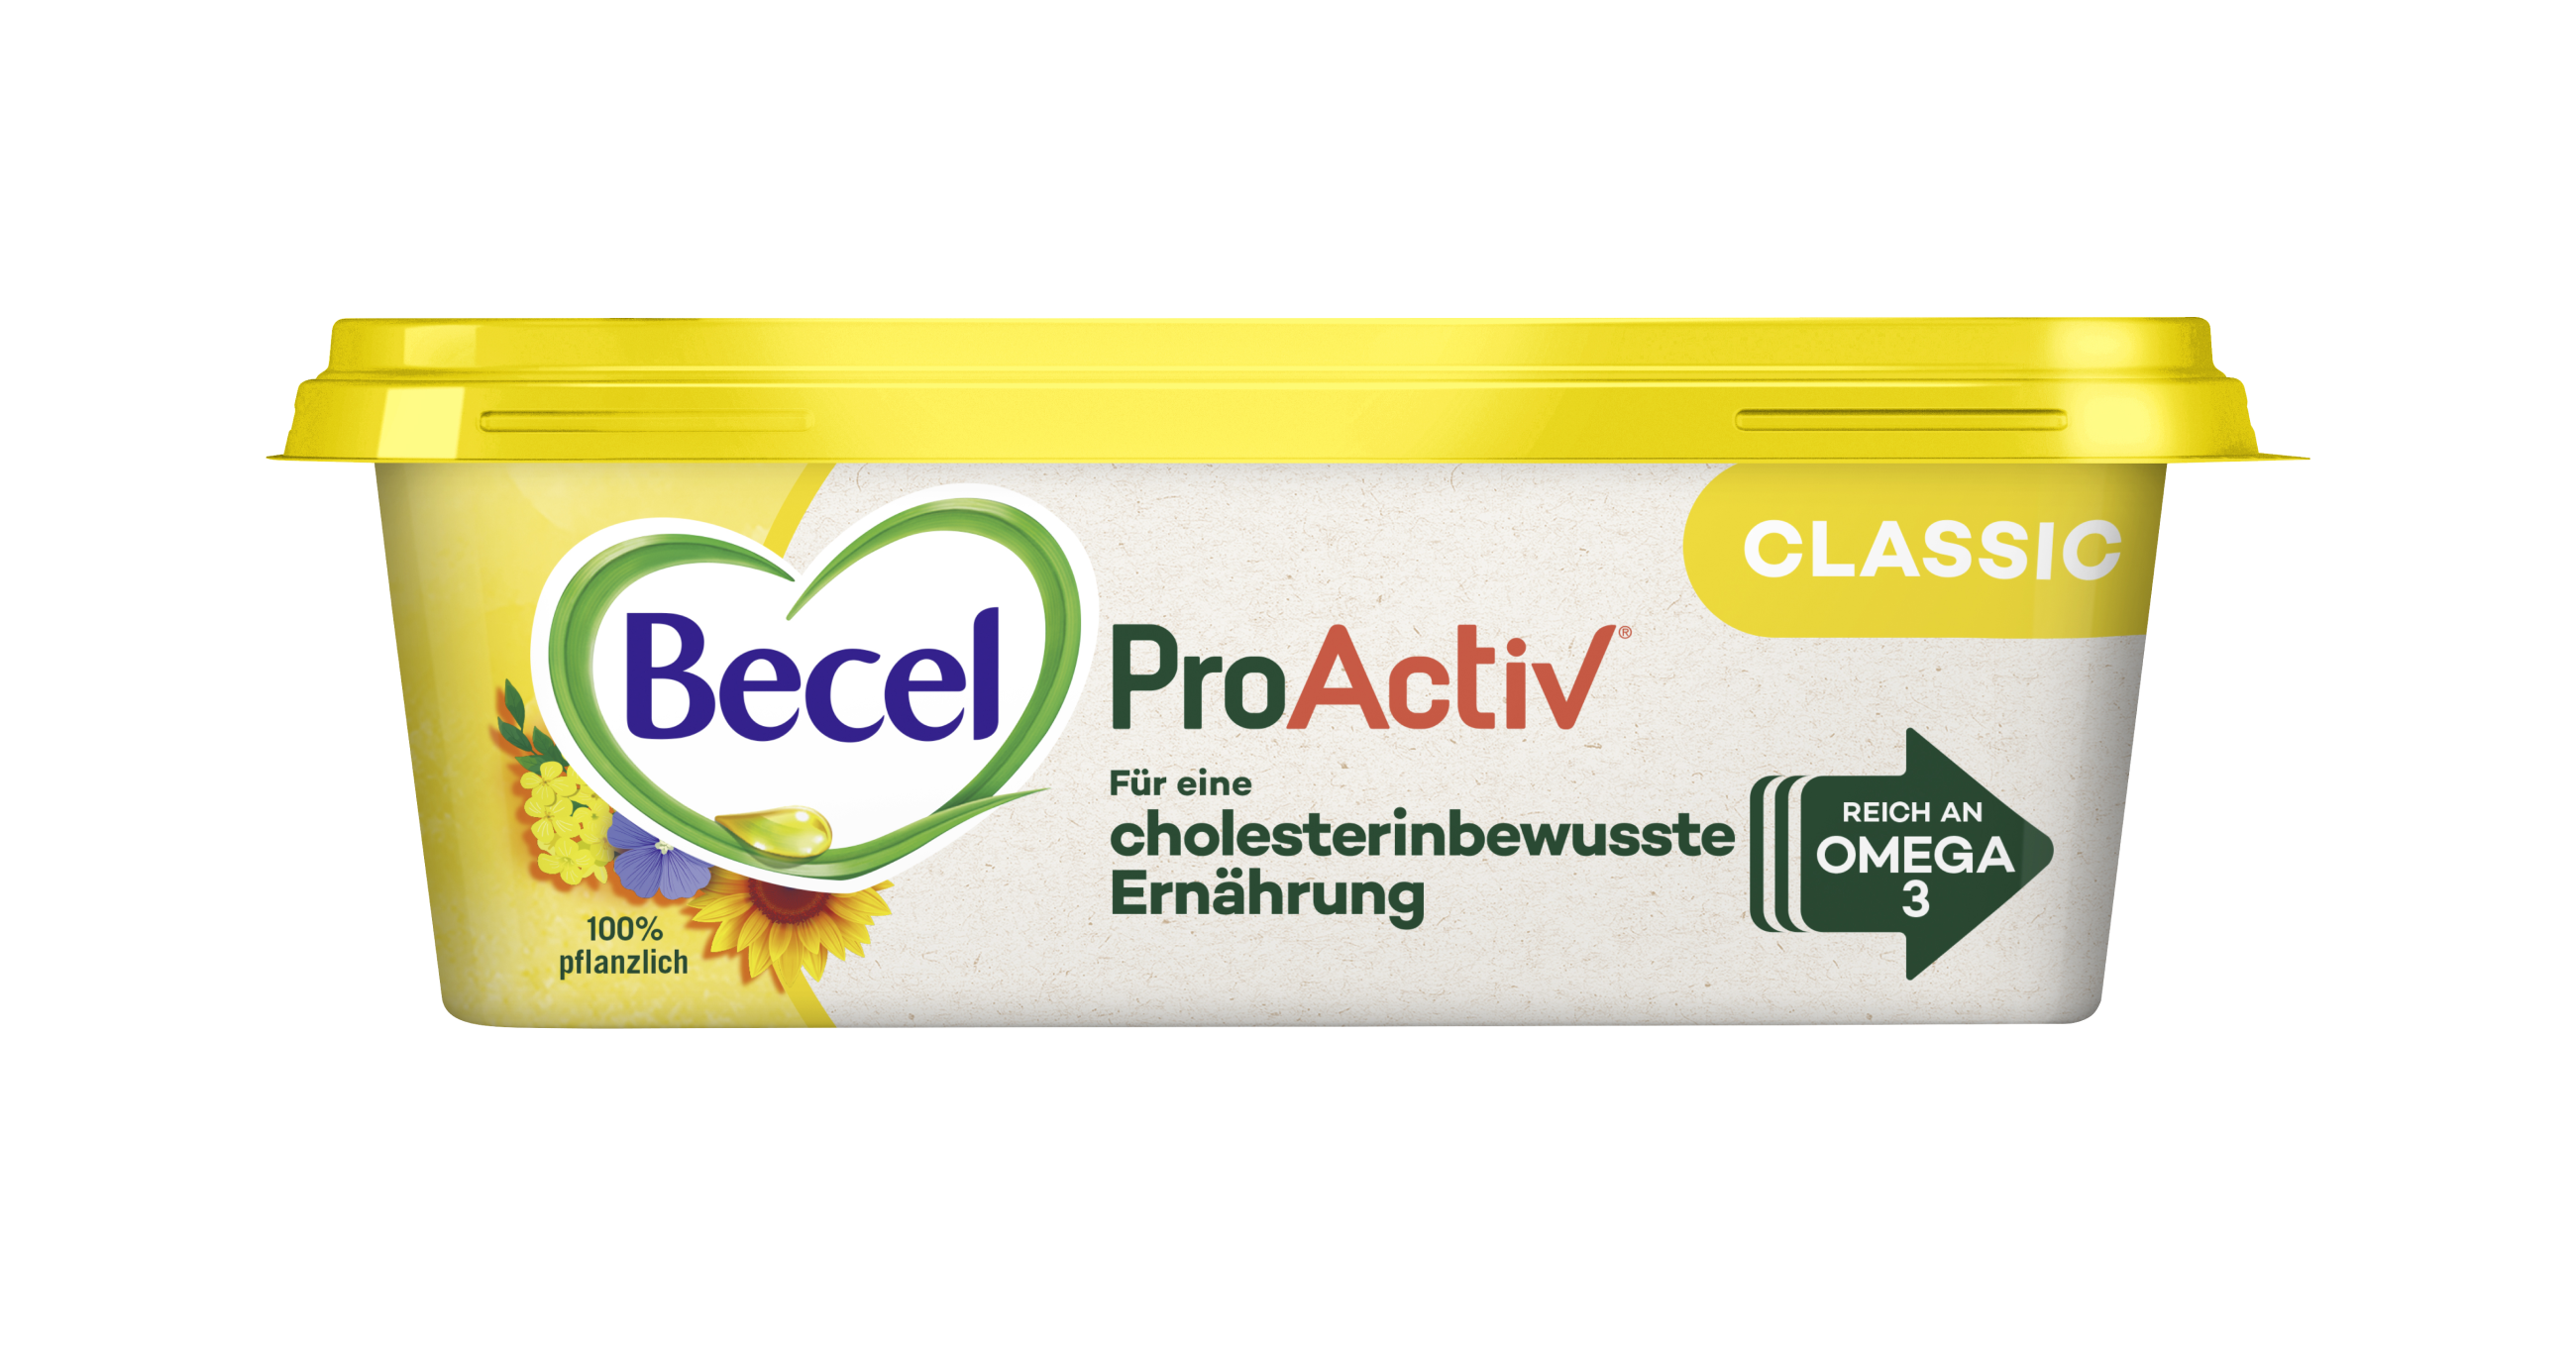 CLASSIC
Becel
ProActiv®
Für eine
cholesterinbewusste
Ernährung
REICH AN
OMEGA
3
100%
pflanzlich